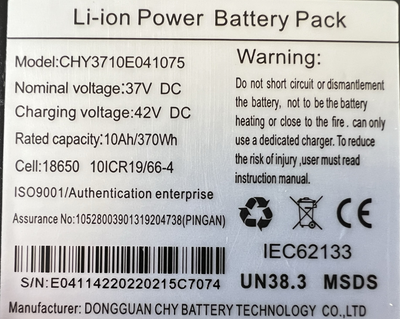 Li-ion Power Battery Pack
Model:CHY3710E041075
Nominal voltage:37V DC
Charging voltage:42V DC
Rated capacity:10Ah/370Wh
Cell:18650 10ICR19/66-4
ISO9001/Authentication enterprise
Assurance No:1052800391319204738(PINGAN)
Warning:
Do not short circuit or dismantlement
the battery, not to be the battery
heating or close to the fire . can only
use a dedicated charger. To reduce
the risk of injury ,user must read
instruction manual.
CE
IEC62133
S/N:E04114220220215C7074
UN38.3 MSDS
Manufacturer: DONGGUAN CHY BATTERY TECHNOLOGY CO.,LTD